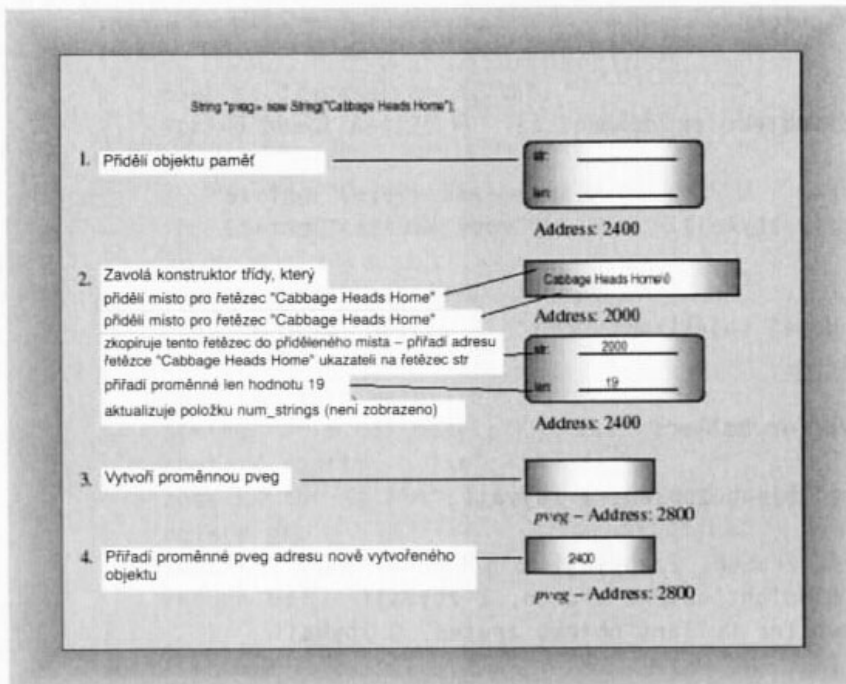 String *pveg = new String("Cabbage Heads Home");
1. Přidělí objektu paměť
str:
len:
Address: 2400
2. Zavolá konstruktor třídy, který
přidělí místo pro řetězec "Cabbage Heads Home"
přidělí místo pro řetězec "Cabbage Heads Home"
zkopíruje tento řetězec do přiděleného místa – přiřadí adresu
řetězce "Cabbage Heads Home" ukazateli na řetězec str
přiřadí proměnné len hodnotu 19
aktualizuje položku num_strings (není zobrazeno)
Cabbage Heads Home\0
Address: 2000
str: 2000
len: 19
Address: 2400
3. Vytvoří proměnnou pveg
pveg – Address: 2800
4. Přiřadí proměnné pveg adresu nově vytvořeného
objektu
2400
pveg – Address: 2800